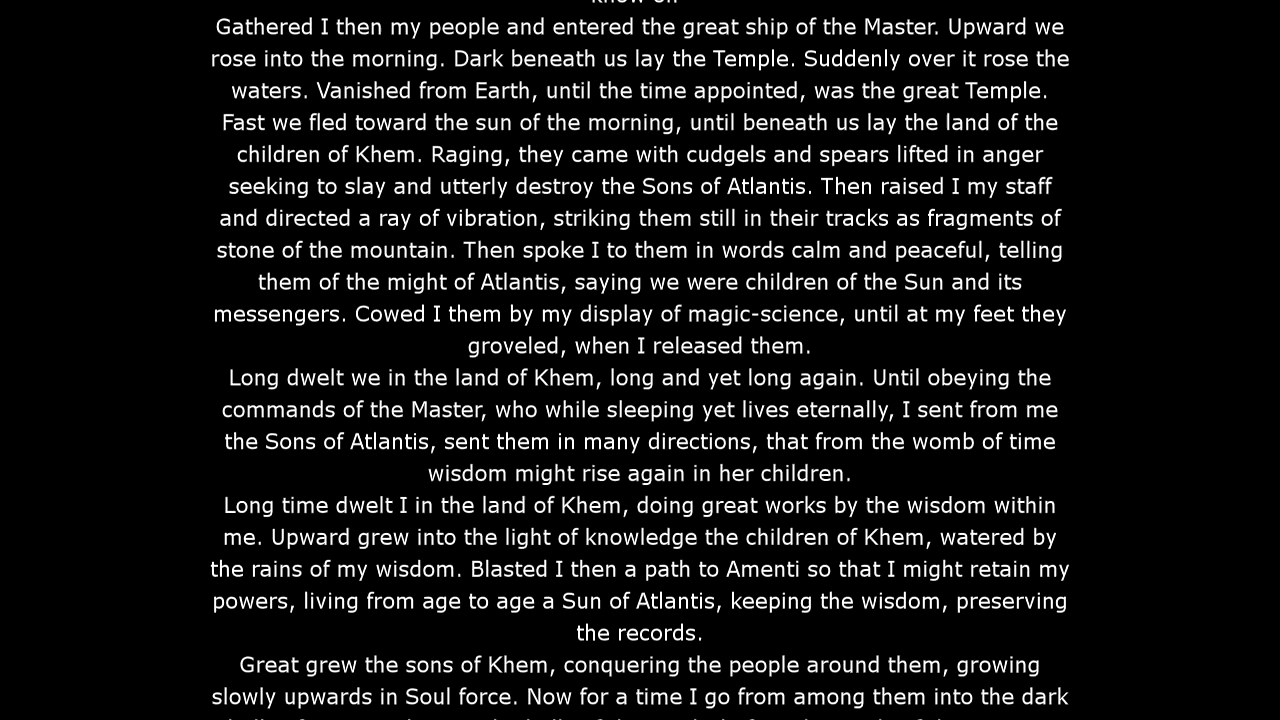 Gathered I then my people and entered the great ship of the Master. Upward we
rose into the morning. Dark beneath us lay the Temple. Suddenly over it rose the
waters. Vanished from Earth, until the time appointed, was the great Temple.
Fast we fled toward the sun of the morning, until beneath us lay the land of the
children of Khem. Raging, they came with cudgels and spears lifted in anger
seeking to slay and utterly destroy the Sons of Atlantis. Then raised I my staff
and directed a ray of vibration, striking them still in their tracks as fragments of
stone of the mountain. Then spoke I to them in words calm and peaceful, telling
them of the might of Atlantis, saying we were children of the Sun and its
messengers. Cowed I them by my display of magic-science, until at my feet they
groveled, when I released them.
Long dwelt we in the land of Khem, long and yet long again. Until obeying the
commands of the Master, who while sleeping yet lives eternally, I sent from me
the Sons of Atlantis, sent them in many directions, that from the womb of time
wisdom might rise again in her children.
Long time dwelt I in the land of Khem, doing great works by the wisdom within
me. Upward grew into the light of knowledge the children of Khem, watered by
the rains of my wisdom. Blasted I then a path to Amenti so that I might retain my
powers, living from age to age a Sun of Atlantis, keeping the wisdom, preserving
the records.
Great grew the sons of Khem, conquering the people around them, growing
slowly upwards in Soul force. Now for a time I go from among them into the dark